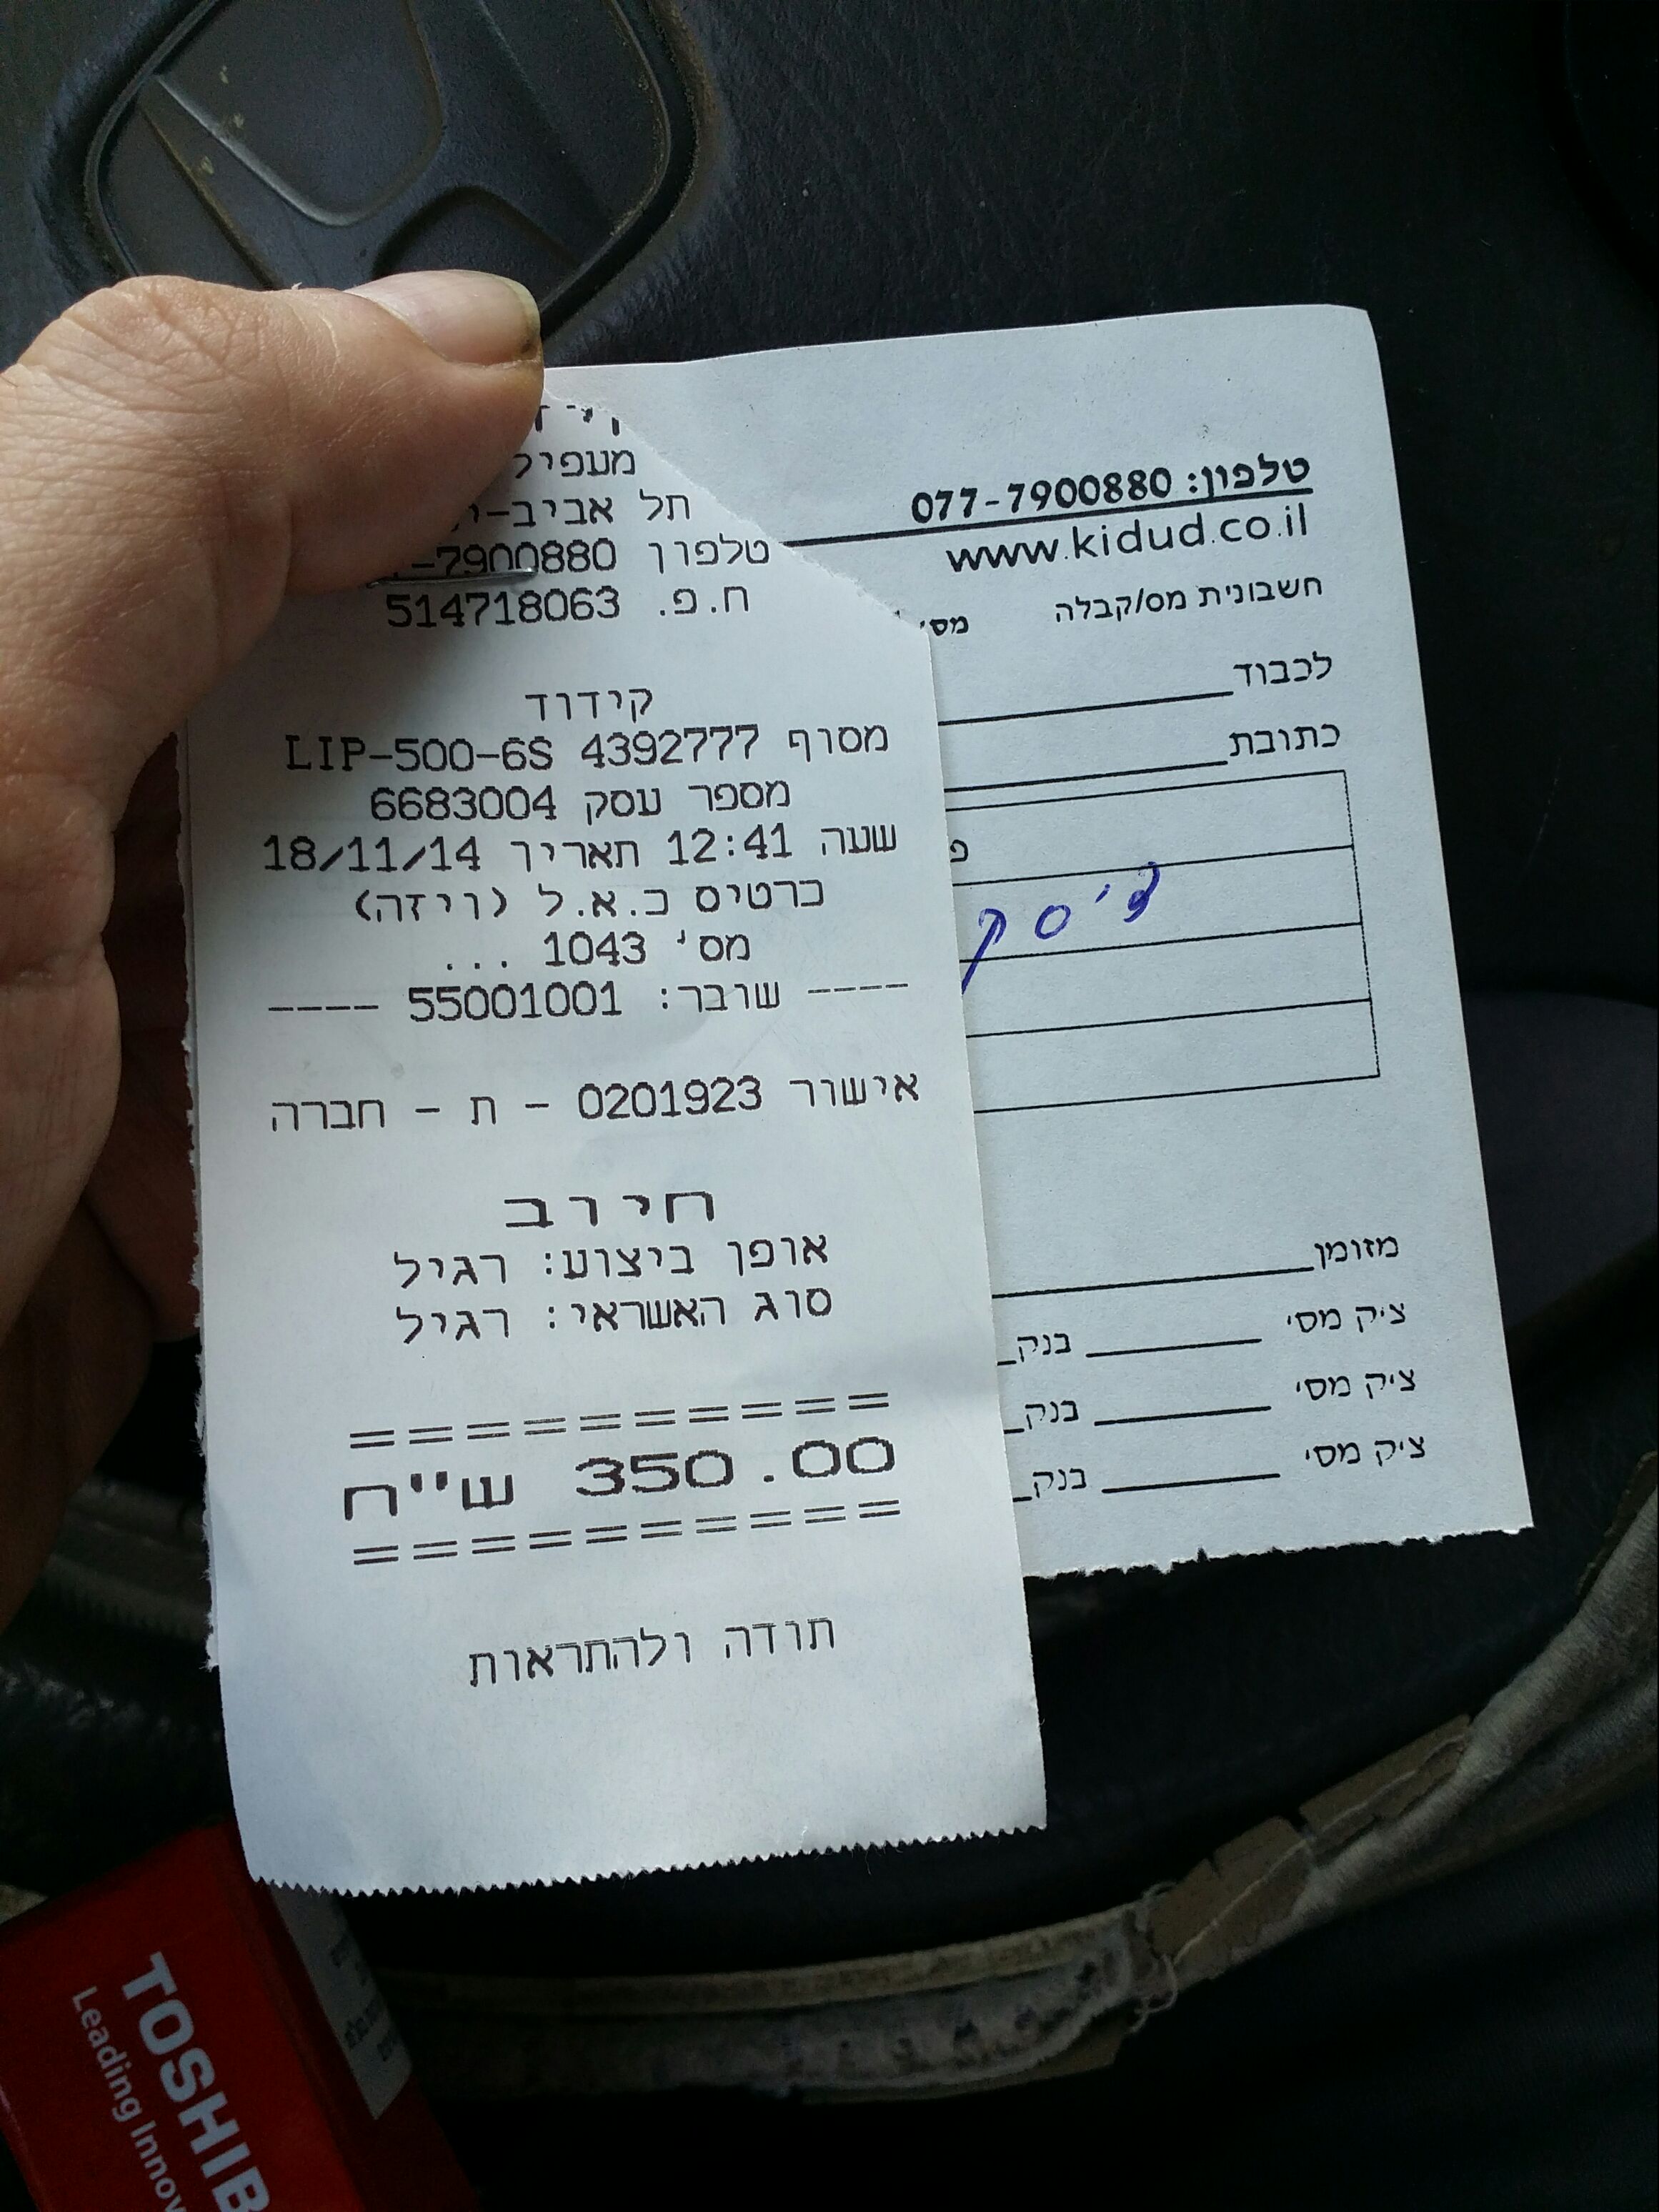 תל אביב-
טלפון 7900880-
ח.פ. 514718063
קידוד
מסוף LIP-500-6S 4392777
מספר עסק 6683004
שעה 12:41 תאריך 18/11/14
כרטיס כ.א.ל (ויזה)
מס' 1043 ...
---- שובר: 55001001 ----
אישור 0201923 - ת - חברה
חיוב
אופן ביצוע: רגיל
סוג האשראי: רגיל
==========
350.00 ש"ח
==========
תודה ולהתראות
טלפון: 077-7900880
www.kidud.co.il
חשבונית מס/קבלה מס'
לכבוד
כתובת
פ
דיסק
מזומן
ציק מסי בנק
ציק מסי בנק
ציק מסי בנק
TOSHIB
Leading Innov